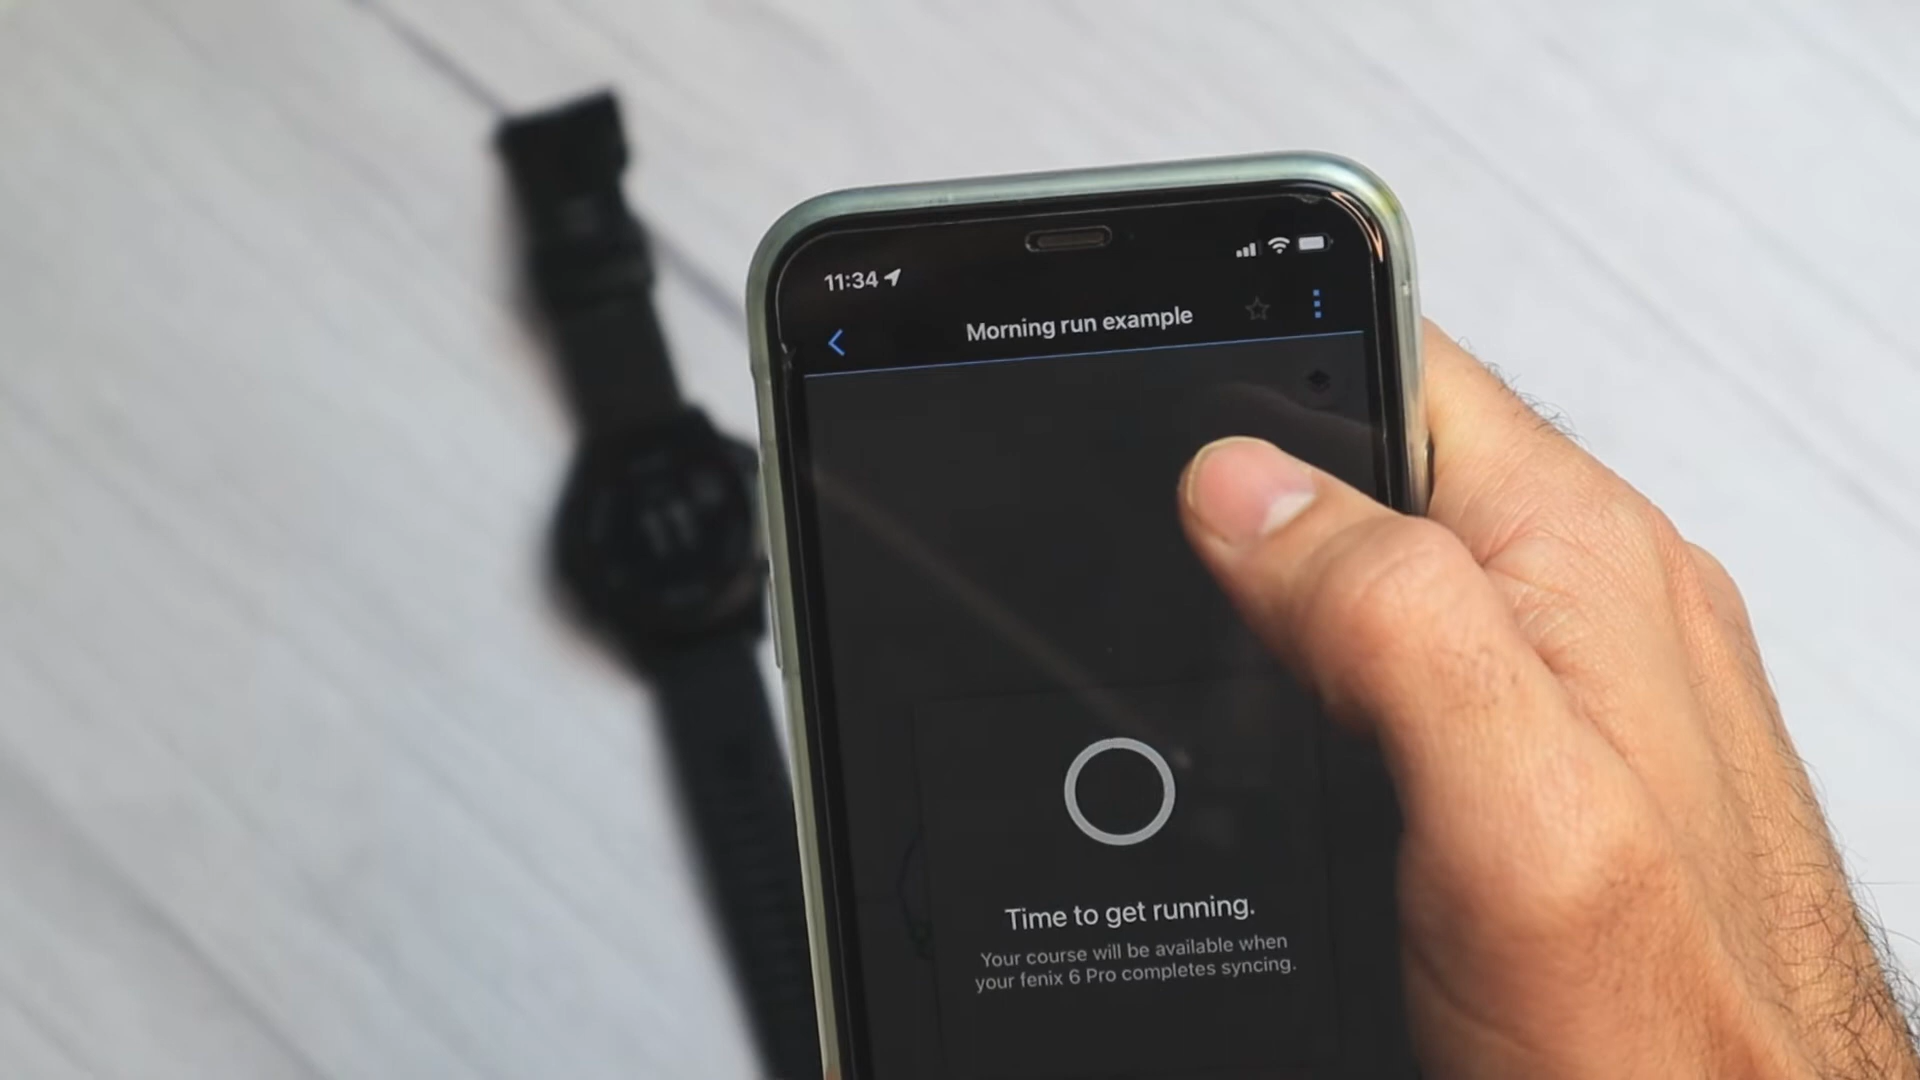 11:34
Morning run example
Time to get running.
Your course will be available when
your fenix 6 Pro completes syncing.